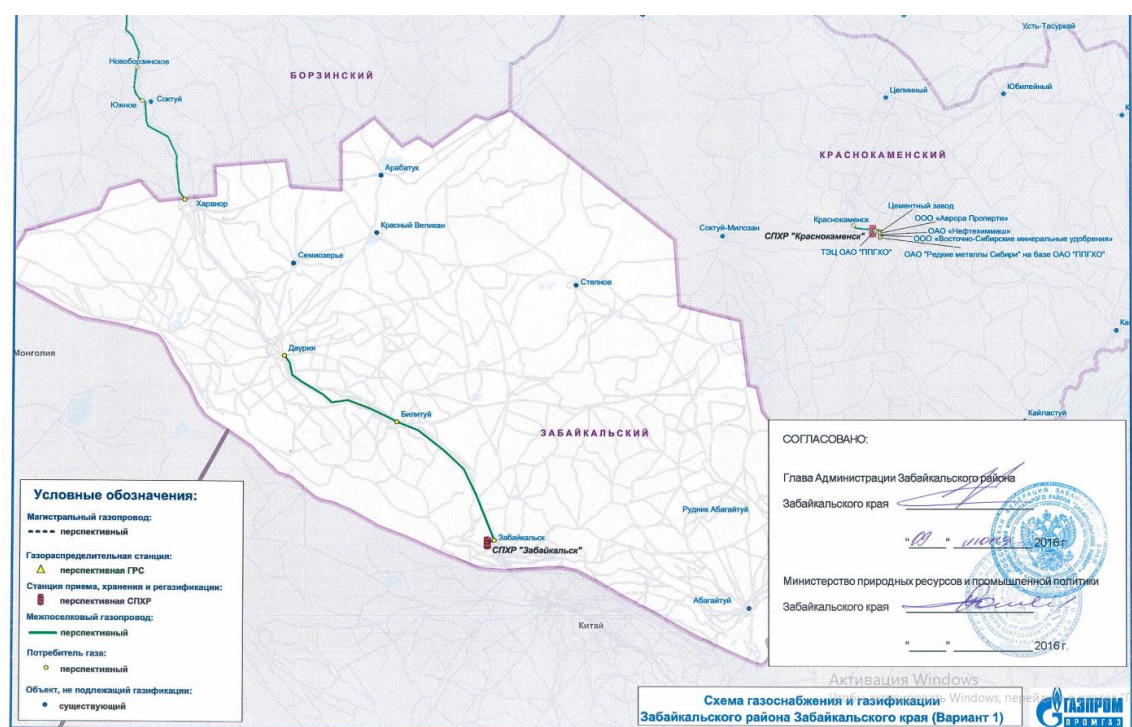 Усть-Тасуркай
Новоборзинское
БОРЗИНСКИЙ
Южное
Соктуй
Целинный
Юбилейный
КРАСНОКАМЕНСКИЙ
Арабатук
Харанор
Цементный завод
Краснокаменск
ООО «Аврора Проперти»
Красный Великан
Соктуй-Милозан
СПХР "Краснокаменск"
ОАО «Нефтехиммаш»
ООО «Восточно-Сибирские минеральные удобрения»
ТЭЦ ОАО "ППГХО"
ОАО "Редкие металлы Сибири" на базе ОАО "ППГХО"
Семиозерье
Степное
Монголия
Даурия
Билитуй
ЗАБАЙКАЛЬСКИЙ
Кайластуй
СОГЛАСОВАНО:
Глава Администрации Забайкальского района
Забайкальского края
"09" июня 2016 г.
Министерство природных ресурсов и промышленной политики
Забайкальского края
"___" ______ 2016 г.
Рудник Абагайтуй
Забайкальск
СПХР "Забайкальск"
Абагайтуй
Китай
Условные обозначения:
Магистральный газопровод:
перспективный
Газораспределительная станция:
перспективная ГРС
Станция приема, хранения и регазификации:
перспективная СПХР
Межпоселковый газопровод:
перспективный
Потребитель газа:
перспективный
Объект, не подлежащий газификации:
существующий
Активация Windows
Схема газоснабжения и газификации
Забайкальского района Забайкальского края (Вариант 1)
ГАЗПРОМ
ПРОМГАЗ